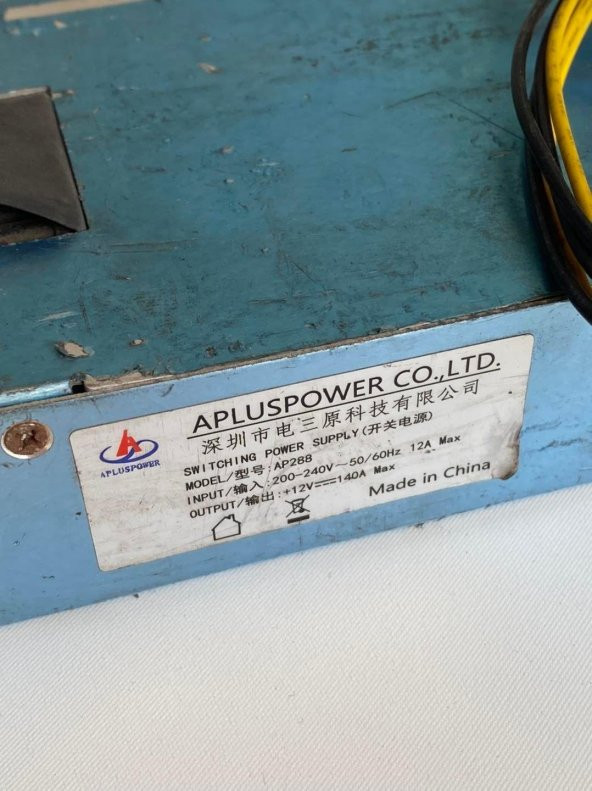 APLUSPOWER CO.,LTD.
深圳市电三原科技有限公司
APLUSPOWER
SWITCHING POWER SUPPLY(开关电源)
MODEL/型号:AP288
INPUT/输入:200-240V～50/60Hz 12A Max
OUTPUT/输出:+12V⎓140A Max
Made in China